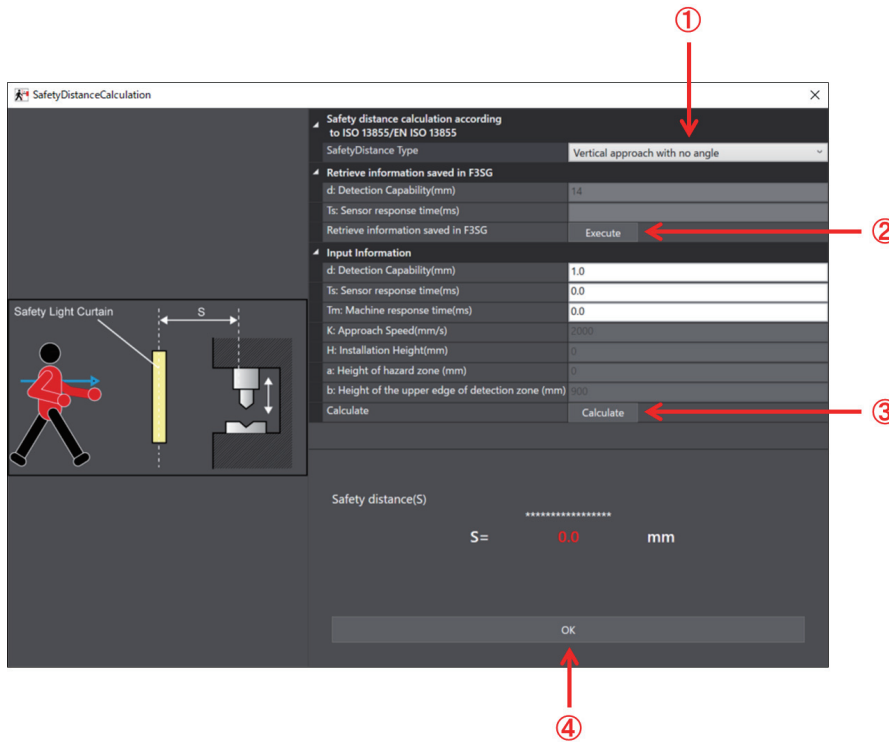 ①
SafetyDistanceCalculation
Safety distance calculation according
to ISO 13855/EN ISO 13855
SafetyDistance Type Vertical approach with no angle
Retrieve information saved in F3SG
d: Detection Capability(mm) 14
Ts: Sensor response time(ms)
Retrieve information saved in F3SG Execute ②
Input Information
d: Detection Capability(mm) 1.0
Ts: Sensor response time(ms) 0.0
Tm: Machine response time(ms) 0.0
K: Approach Speed(mm/s) 2000
H: Installation Height(mm) 0
a: Height of hazard zone (mm) 0
b: Height of the upper edge of detection zone (mm) 900
Calculate Calculate ③
Safety Light Curtain
S
Safety distance(S)
*****************
S= 0.0 mm
OK
④